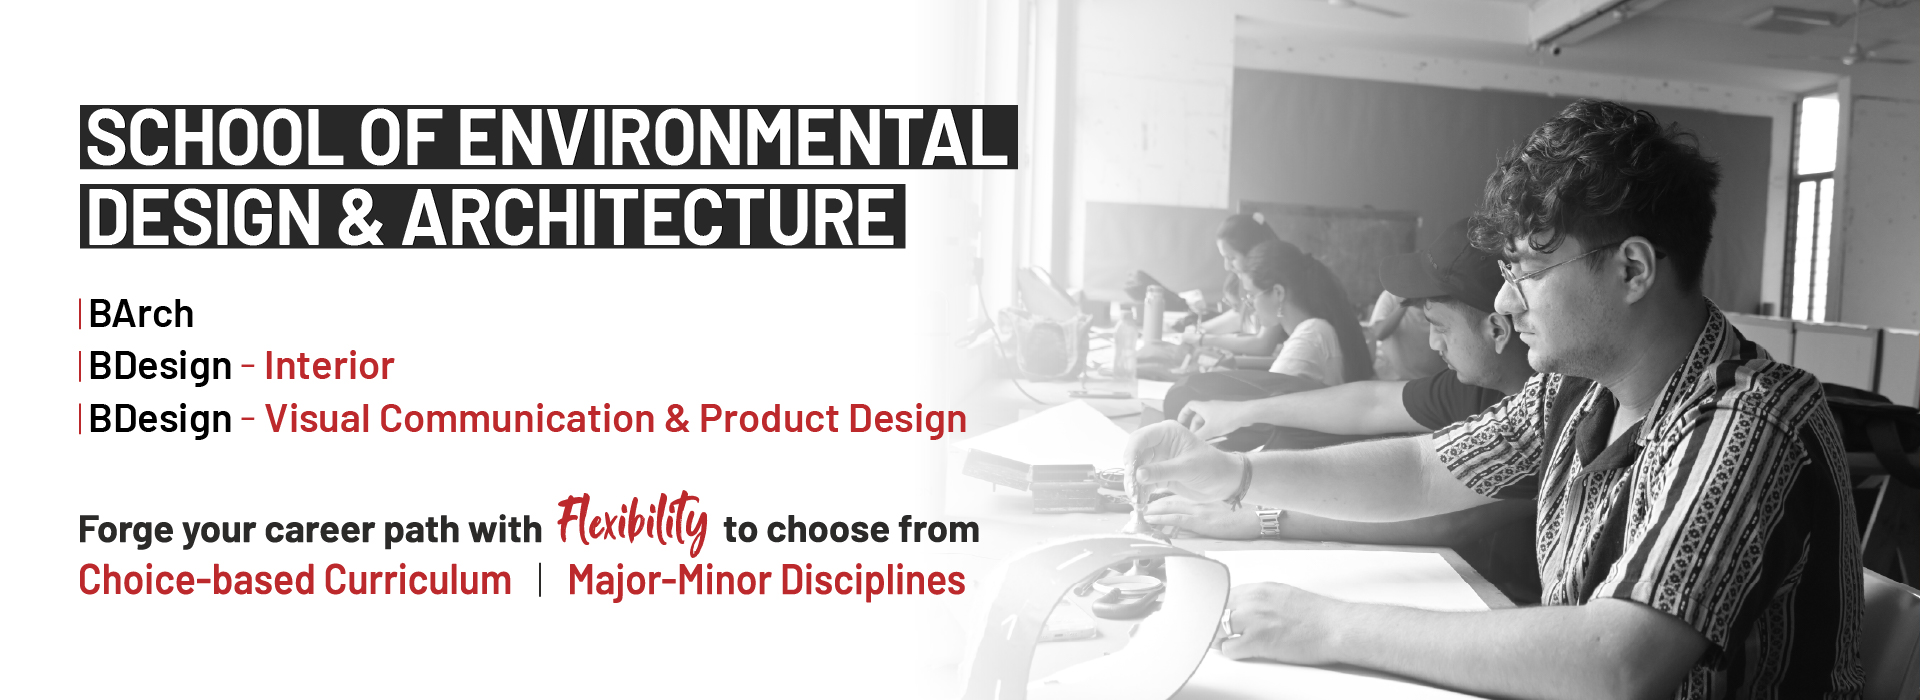 SCHOOL OF ENVIRONMENTAL
DESIGN & ARCHITECTURE
BArch
BDesign - Interior
BDesign - Visual Communication & Product Design
Forge your career path with Flexibility to choose from
Choice-based Curriculum | Major-Minor Disciplines